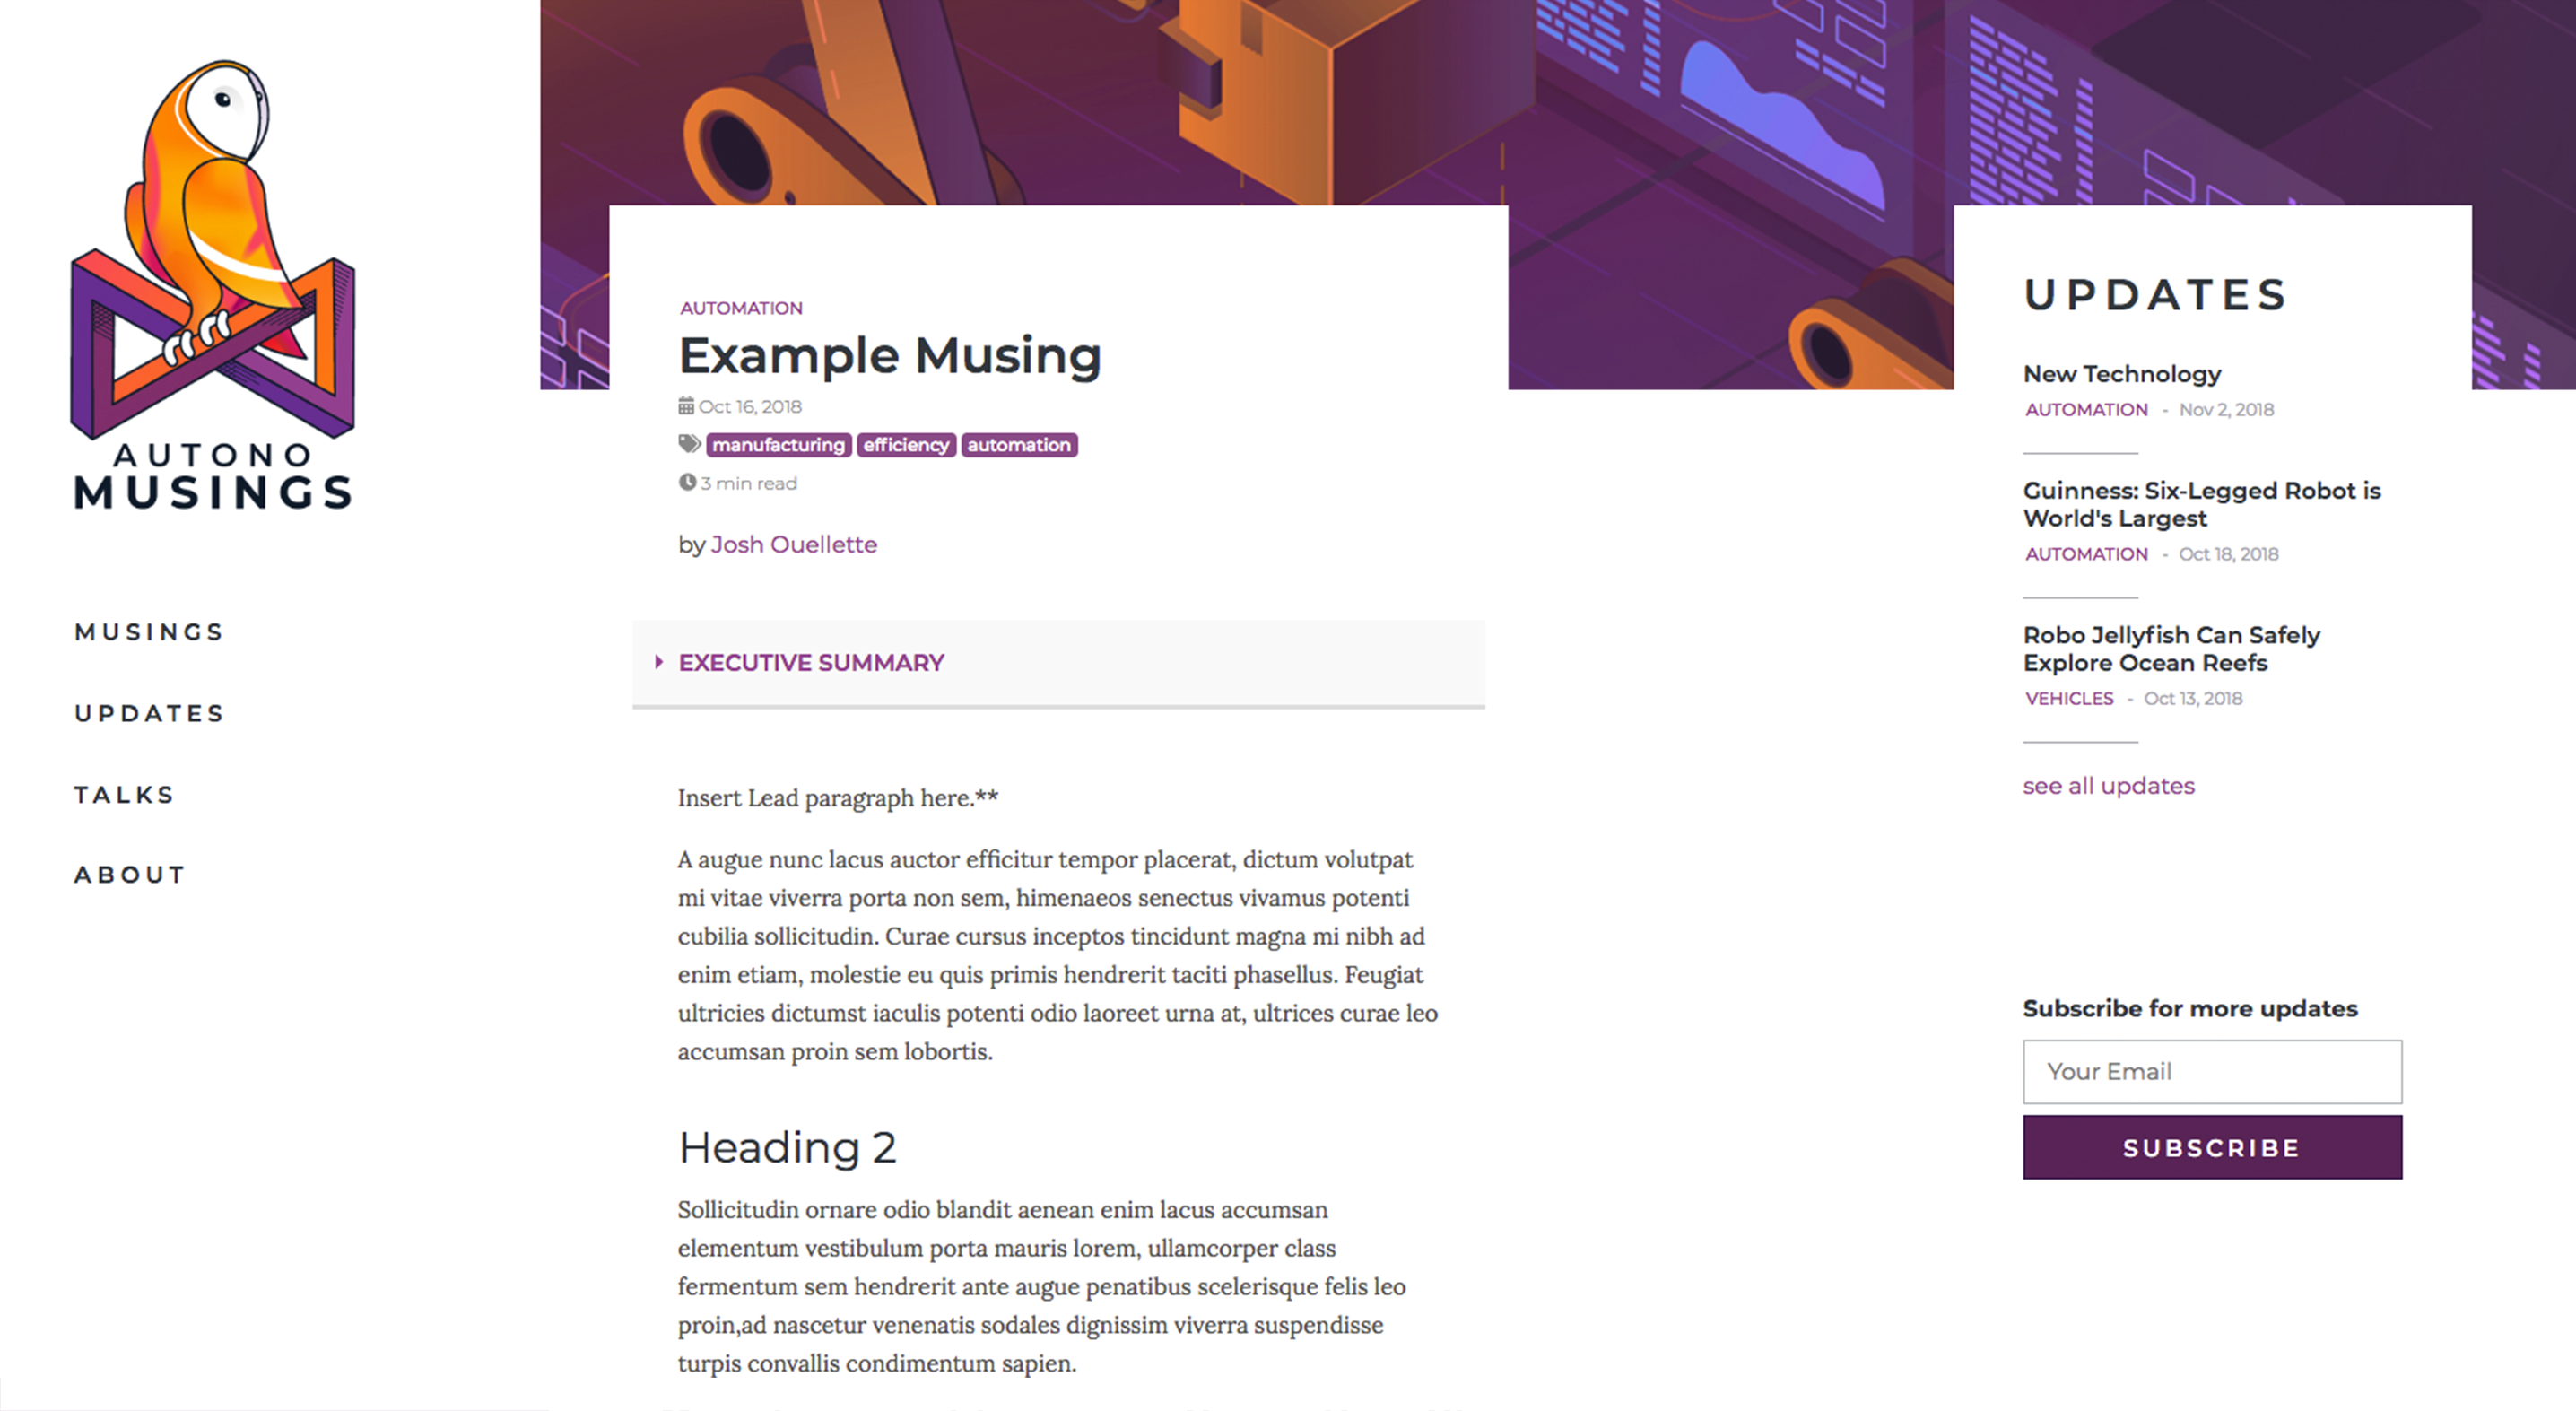 AUTONO
MUSINGS
MUSINGS
UPDATES
TALKS
ABOUT
AUTOMATION
Example Musing
Oct 16, 2018
manufacturing efficiency automation
3 min read
by Josh Ouellette
EXECUTIVE SUMMARY
Insert Lead paragraph here.**
A augue nunc lacus auctor efficitur tempor placerat, dictum volutpat
mi vitae viverra porta non sem, himenaeos senectus vivamus potenti
cubilia sollicitudin. Curae cursus inceptos tincidunt magna mi nibh ad
enim etiam, molestie eu quis primis hendrerit taciti phasellus. Feugiat
ultricies dictumst iaculis potenti odio laoreet urna at, ultrices curae leo
accumsan proin sem lobortis.
Heading 2
Sollicitudin ornare odio blandit aenean enim lacus accumsan
elementum vestibulum porta mauris lorem, ullamcorper class
fermentum sem hendrerit ante augue penatibus scelerisque felis leo
proin,ad nascetur venenatis sodales dignissim viverra suspendisse
turpis convallis condimentum sapien.
UPDATES
New Technology
AUTOMATION - Nov 2, 2018
Guinness: Six-Legged Robot is
World's Largest
AUTOMATION - Oct 18, 2018
Robo Jellyfish Can Safely
Explore Ocean Reefs
VEHICLES - Oct 13, 2018
see all updates
Subscribe for more updates
Your Email
SUBSCRIBE